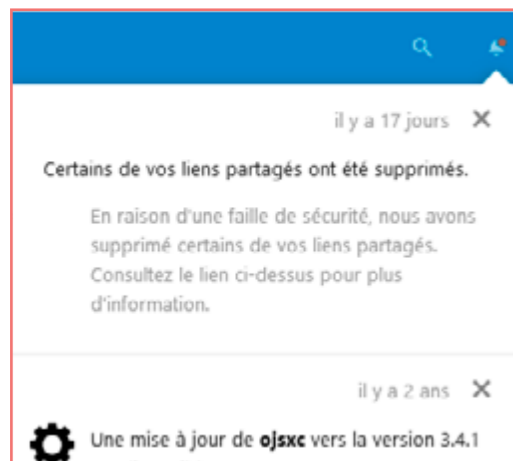 il y a 17 jours
Certains de vos liens partagés ont été supprimés.
En raison d'une faille de sécurité, nous avons
supprimé certains de vos liens partagés.
Consultez le lien ci-dessus pour plus
d'information.
il y a 2 ans
Une mise à jour de ojsxc vers la version 3.4.1